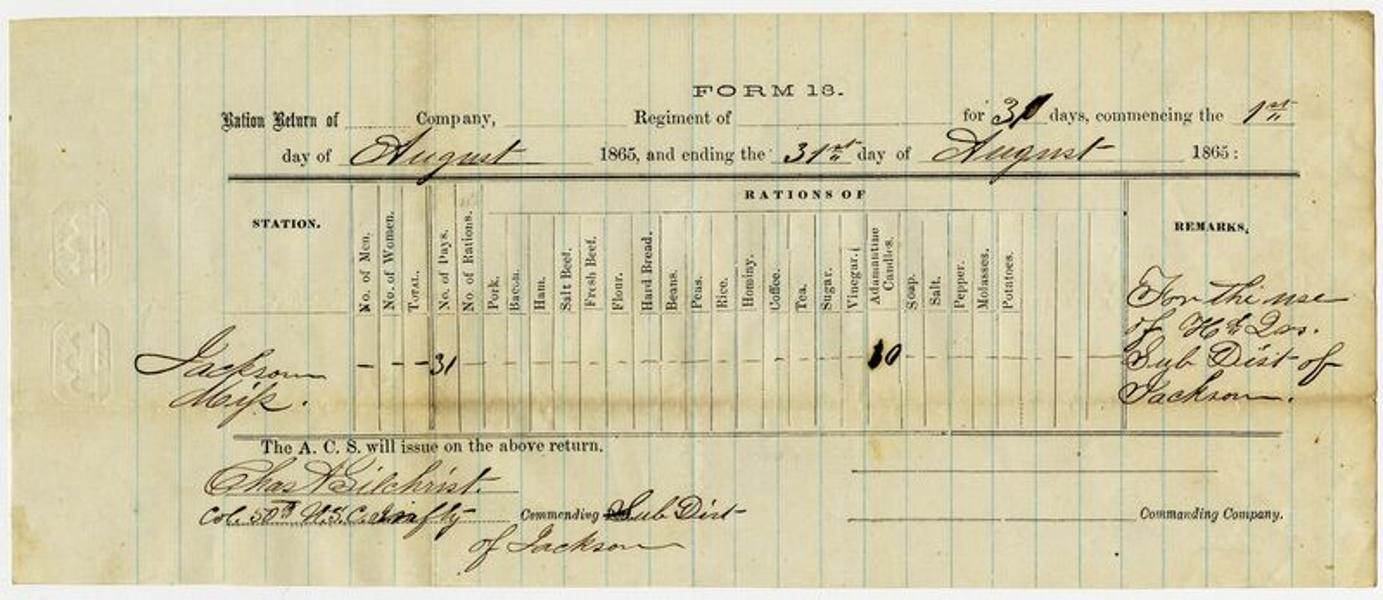 FORM 13.
Ration Return of Company, Regiment of for 31 days, commencing the 1st
day of August 1865, and ending the 31st day of August 1865:
RATIONS OF
STATION. No. of Men. No. of Women. TOTAL. No. of Days. No. of Rations. Pork. Bacon. Ham. Salt Beef. Fresh Beef. Flour. Hard Bread. Beans. Peas. Rice. Hominy. Coffee. Tea. Sugar. Vinegar. Adamantine Candles. Soap. Salt. Pepper. Molasses. Potatoes. REMARKS.
Jackson Miss. – – – 31 10
For the use
of Hd Qrs.
Sub Dist of
Jackson.
The A. C. S. will issue on the above return.
Chas A Gilchrist.
Col. 50th U.S.C. Infty Commending Sub Dist
of Jackson
Commanding Company.